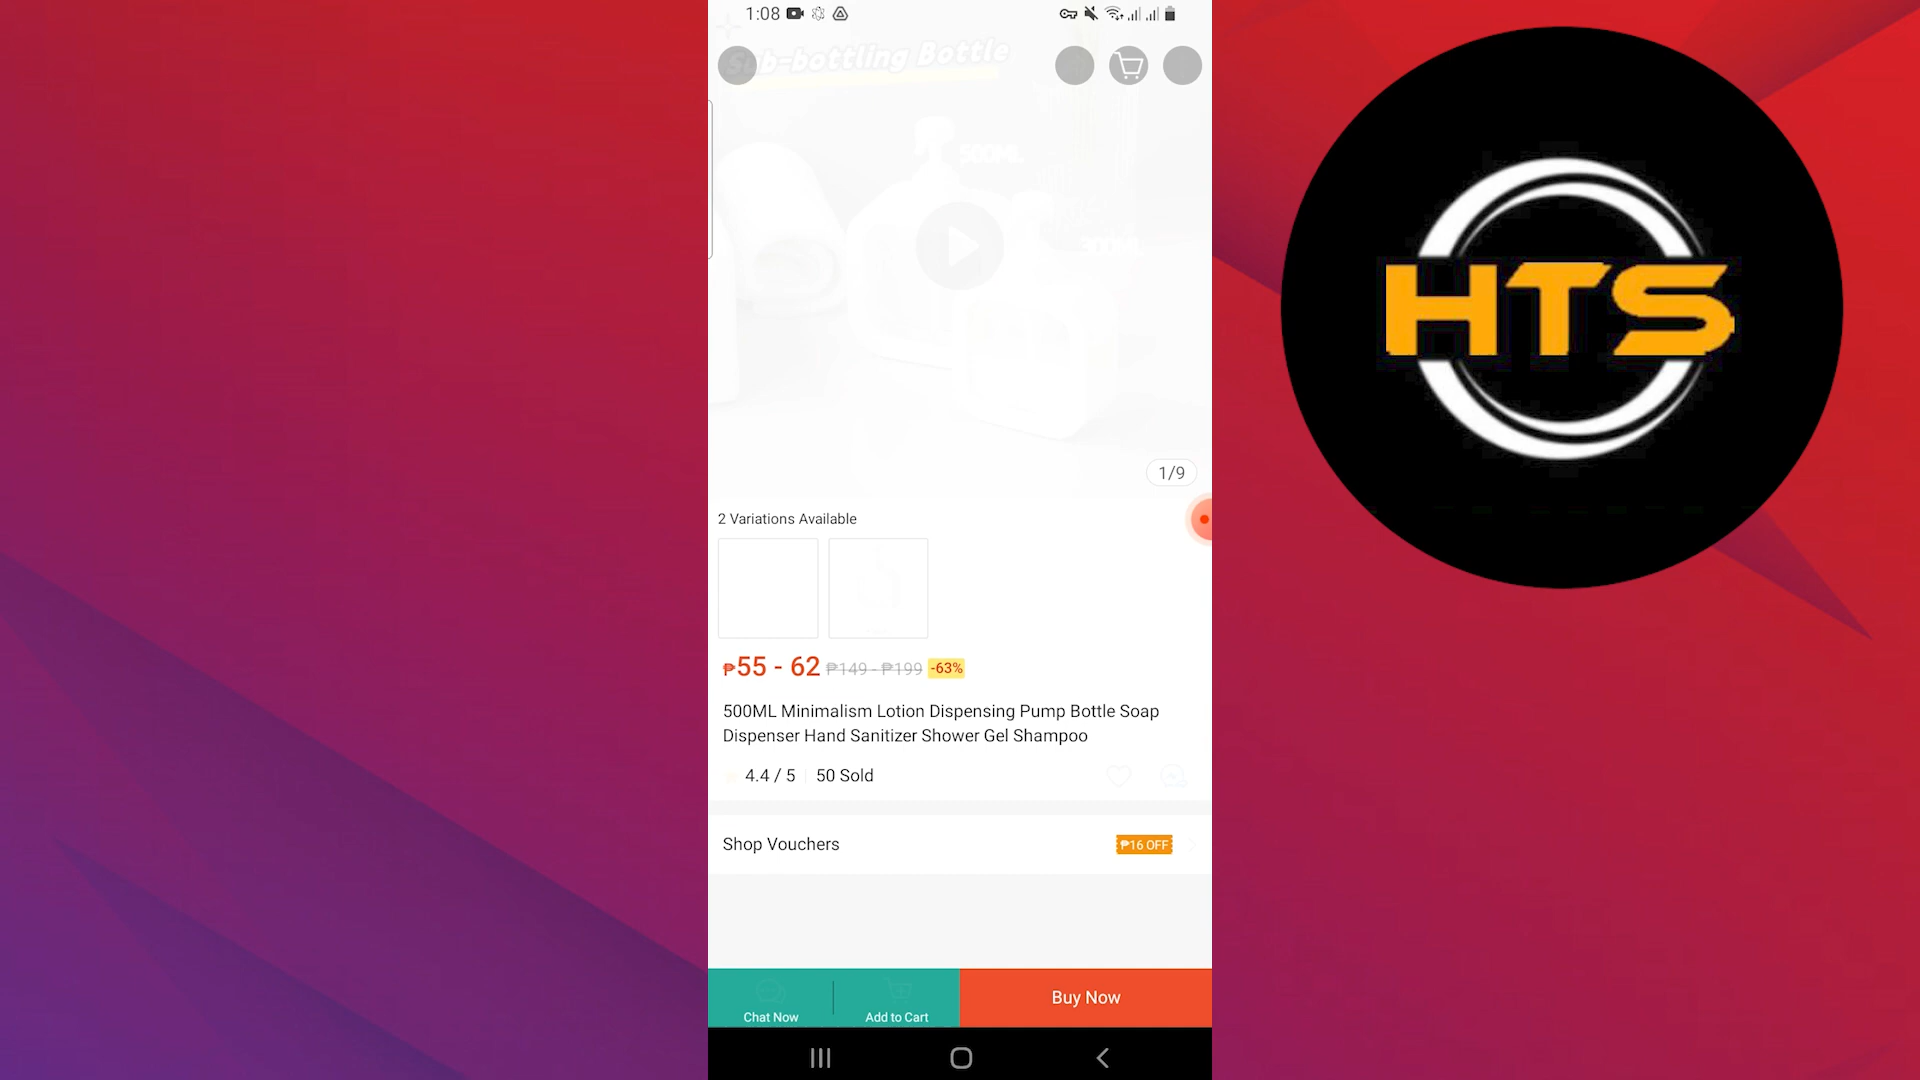 1:08
Sub-bottling Bottle
500ML
300ML
1/9
2 Variations Available
₱55 - 62 ₱149 - ₱199 -63%
500ML Minimalism Lotion Dispensing Pump Bottle Soap
Dispenser Hand Sanitizer Shower Gel Shampoo
4.4 / 5 50 Sold
Shop Vouchers ₱16 OFF
Chat Now Add to Cart Buy Now
HTS